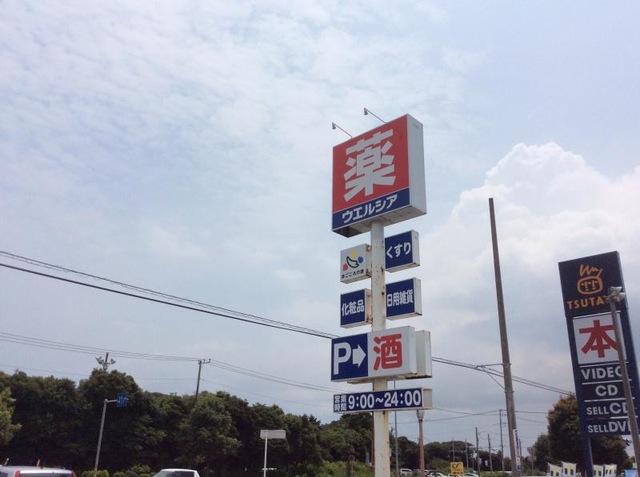 薬
ウエルシア
くすり
化粧品
日用雑貨
P→酒
営業時間 9:00~24:00
TSUTAYA
本
VIDEO
CD
SELL CD
SELL DVD